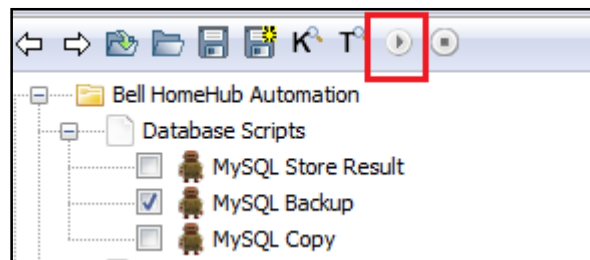 K T
Bell HomeHub Automation
Database Scripts
MySQL Store Result
MySQL Backup
MySQL Copy